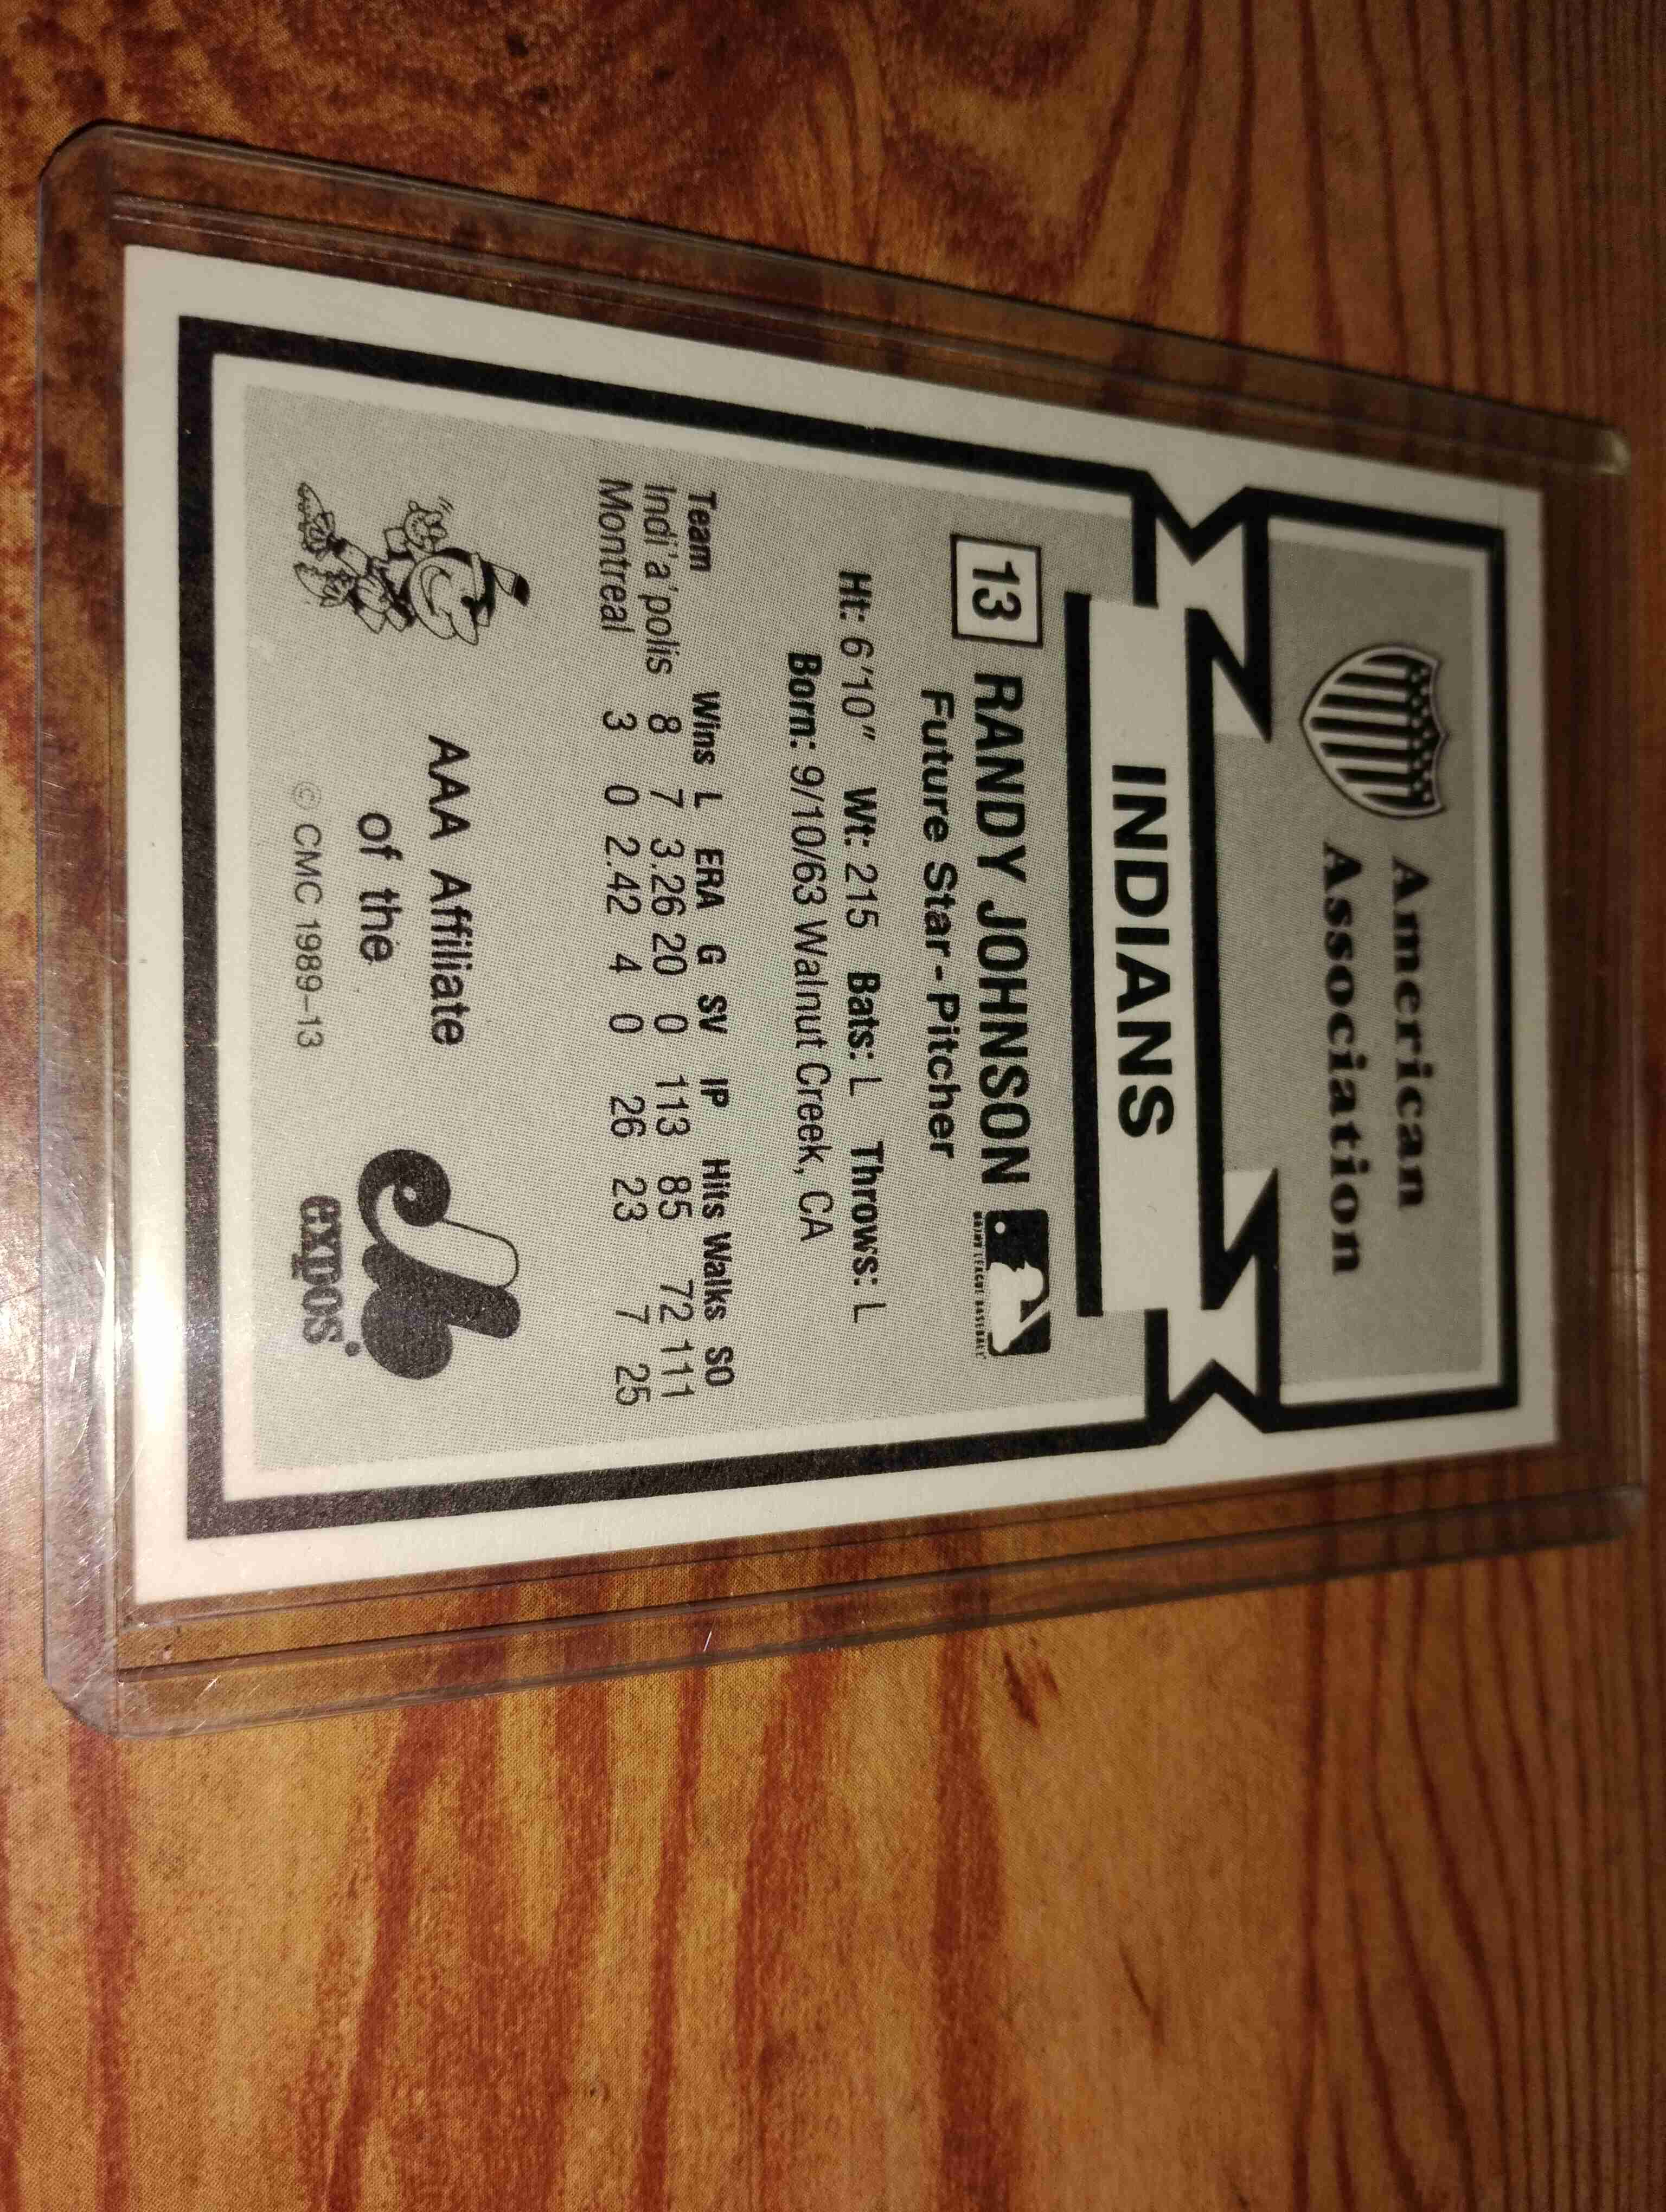 American
Association
INDIANS
13 RANDY JOHNSON
MAJOR LEAGUE BASEBALL
Future Star - Pitcher
Ht: 6'10" Wt: 215 Bats: L Throws: L
Born: 9/10/63 Walnut Creek, CA
Team Wins L ERA G SV IP Hits Walks SO
Indi'a'polis 8 7 3.26 20 0 113 85 72 111
Montreal 3 0 2.42 4 0 26 23 7 25
AAA Affiliate
of the
expos
© CMC 1989-13